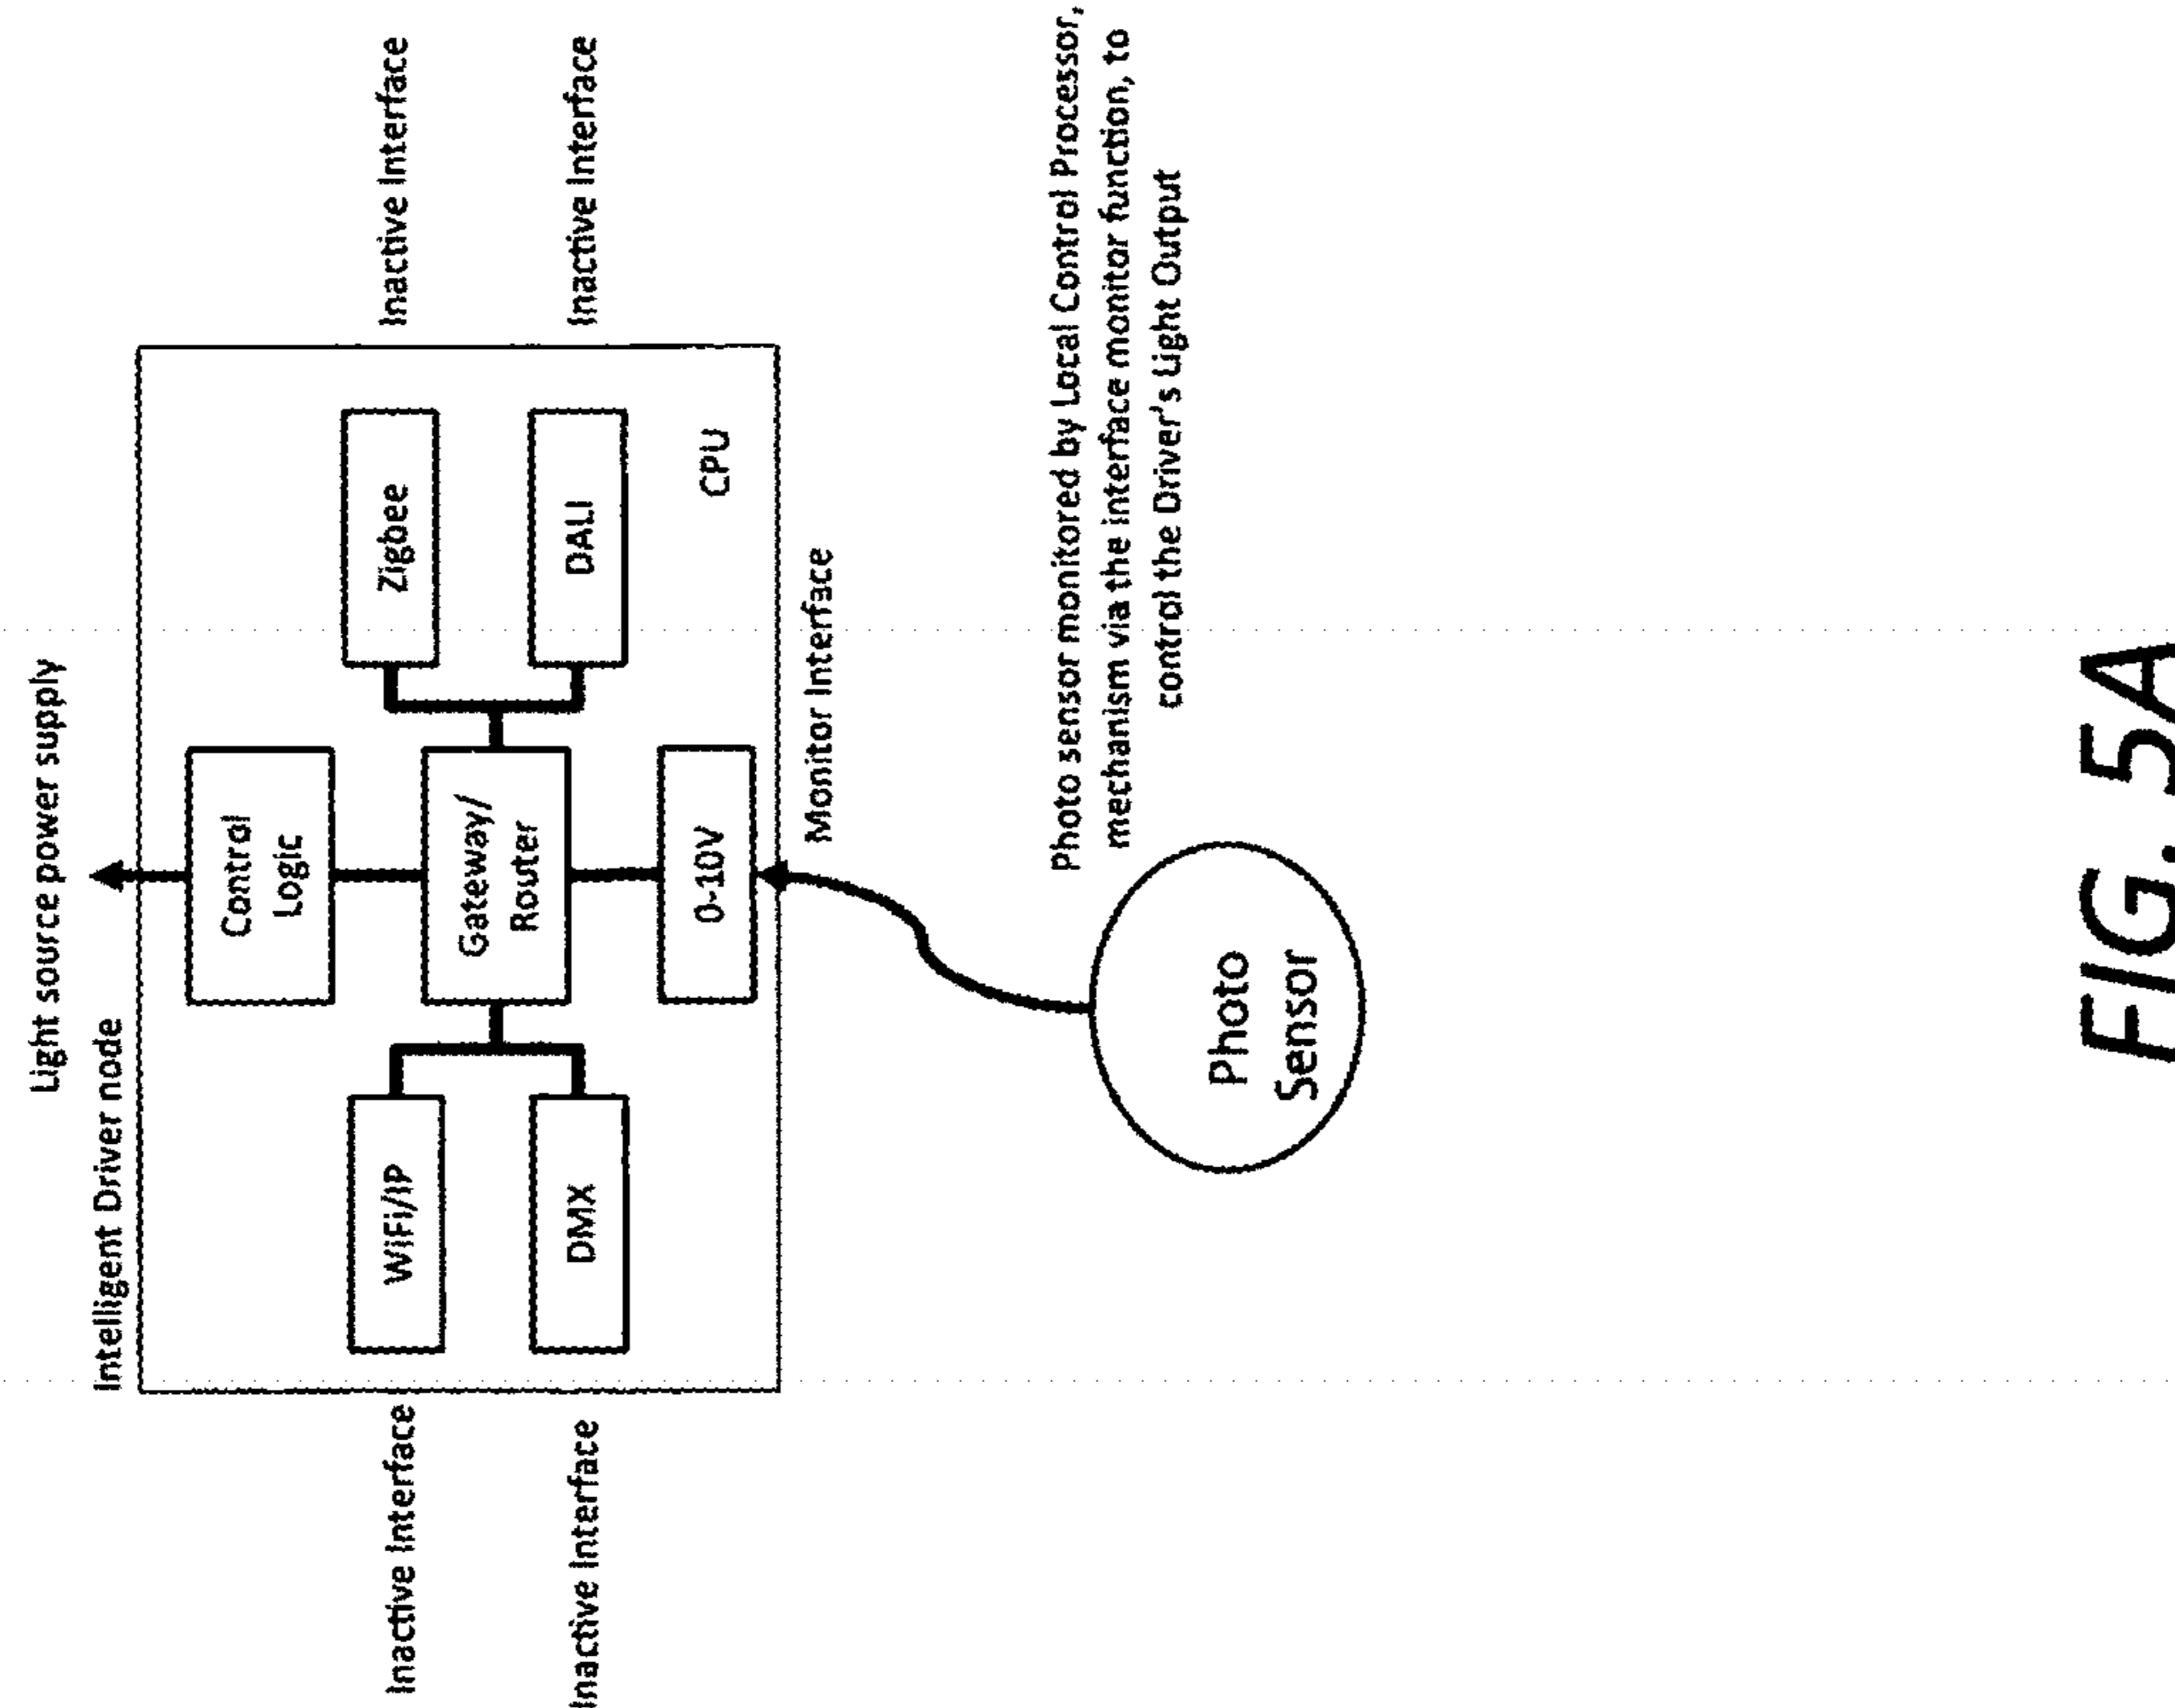 Light source power supply
Intelligent Driver node
Control
Logic
Inactive Interface
WiFi/IP
Zigbee
Inactive Interface
Gateway/
Router
Inactive Interface
DMX
DALI
Inactive Interface
0-10V
CPU
Monitor Interface
Photo sensor monitored by Local Control Processor,
mechanism via the interface monitor function, to
control the Driver's Light Output
Photo
Sensor
FIG. 5A